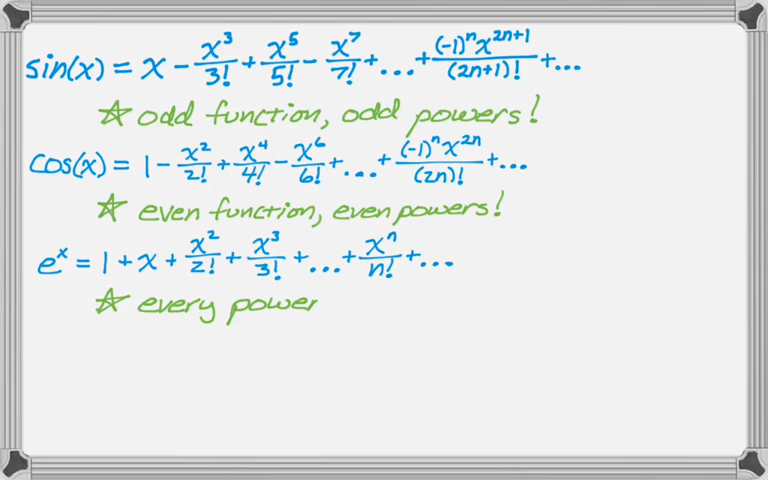 sin(x) = x - x³/3! + x⁵/5! - x⁷/7! + ... + (-1)ⁿx²ⁿ⁺¹/(2n+1)! + ...
☆ odd function, odd powers!
cos(x) = 1 - x²/2! + x⁴/4! - x⁶/6! + ... + (-1)ⁿx²ⁿ/(2n)! + ...
☆ even function, even powers!
eˣ = 1 + x + x²/2! + x³/3! + ... + xⁿ/n! + ...
☆ every power